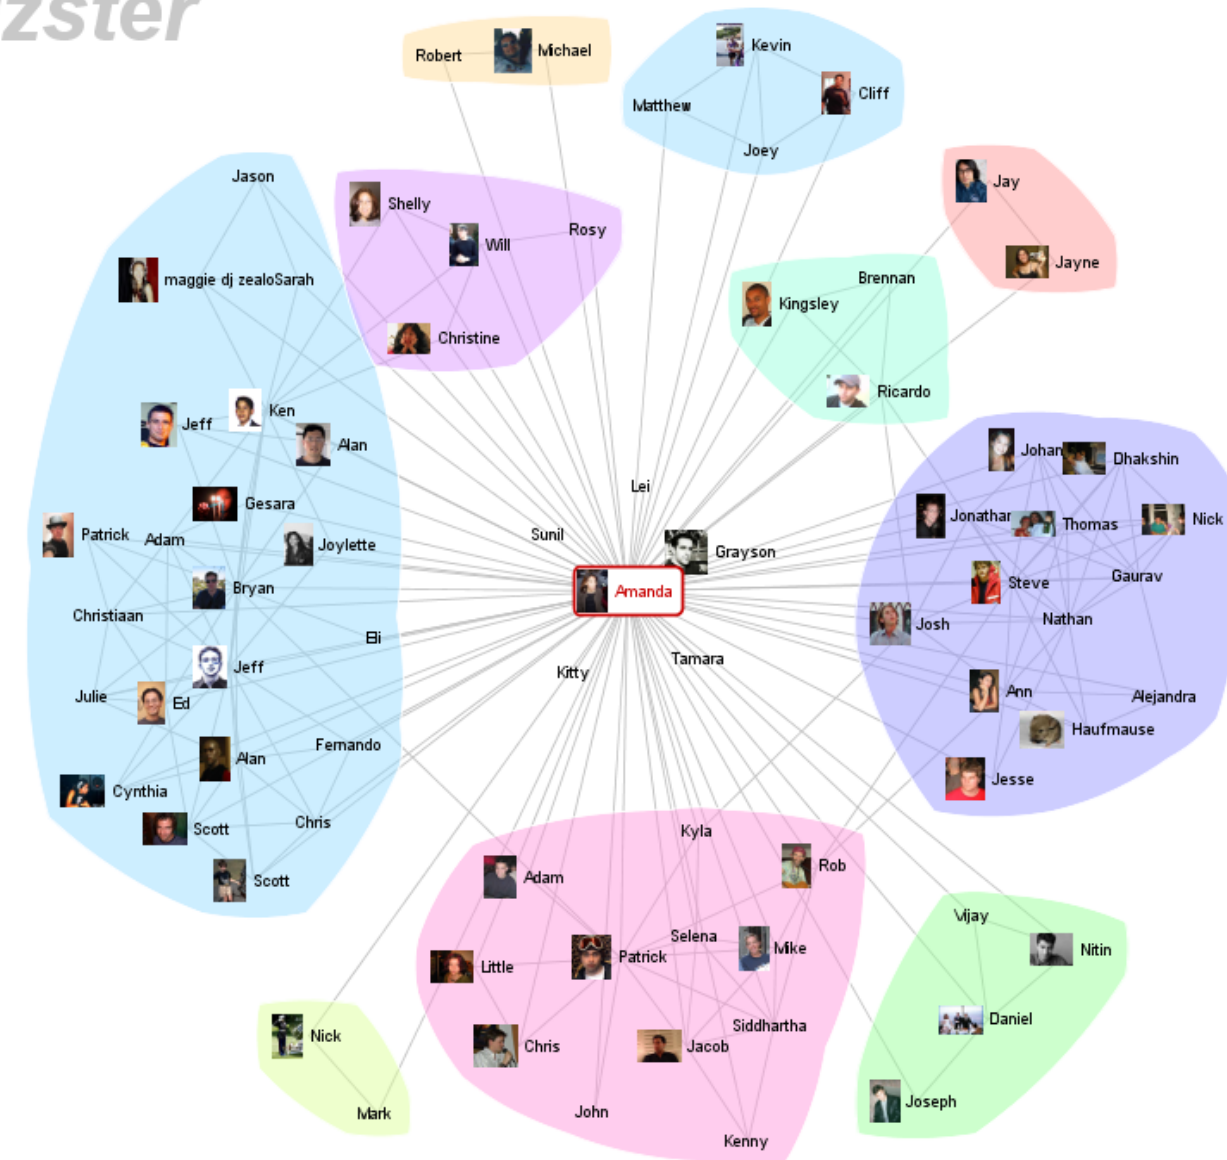 zster
Robert
Michael
Kevin
Cliff
Matthew
Joey
Jason
Shelly
Will
Rosy
Christine
Jay
Jayne
Brennan
Kingsley
Ricardo
maggie dj zealoSarah
Ken
Jeff
Alan
Gesara
Patrick
Adam
Joylette
Bryan
Christiaan
Eli
Jeff
Julie
Ed
Fernando
Alan
Cynthia
Scott
Chris
Scott
Lei
Sunil
Grayson
Amanda
Kitty
Tamara
Johan
Dhakshin
Jonathan
Thomas
Nick
Steve
Gaurav
Josh
Nathan
Ann
Alejandra
Haufmause
Jesse
Kyla
Rob
Adam
Selena
Mike
Little
Patrick
Siddhartha
Chris
Jacob
John
Kenny
Vijay
Nitin
Daniel
Joseph
Nick
Mark